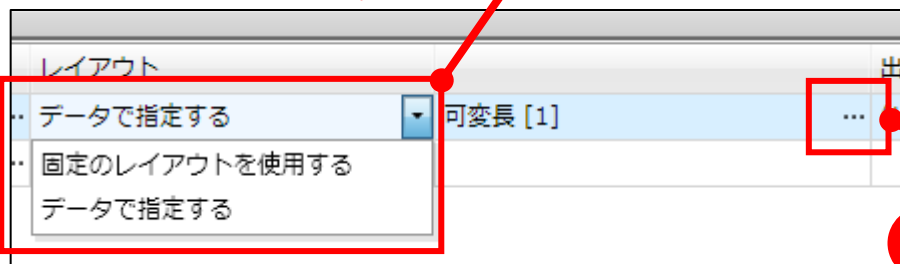 レイアウト 出
データで指定する 可変長 [1] ...
固定のレイアウトを使用する
データで指定する